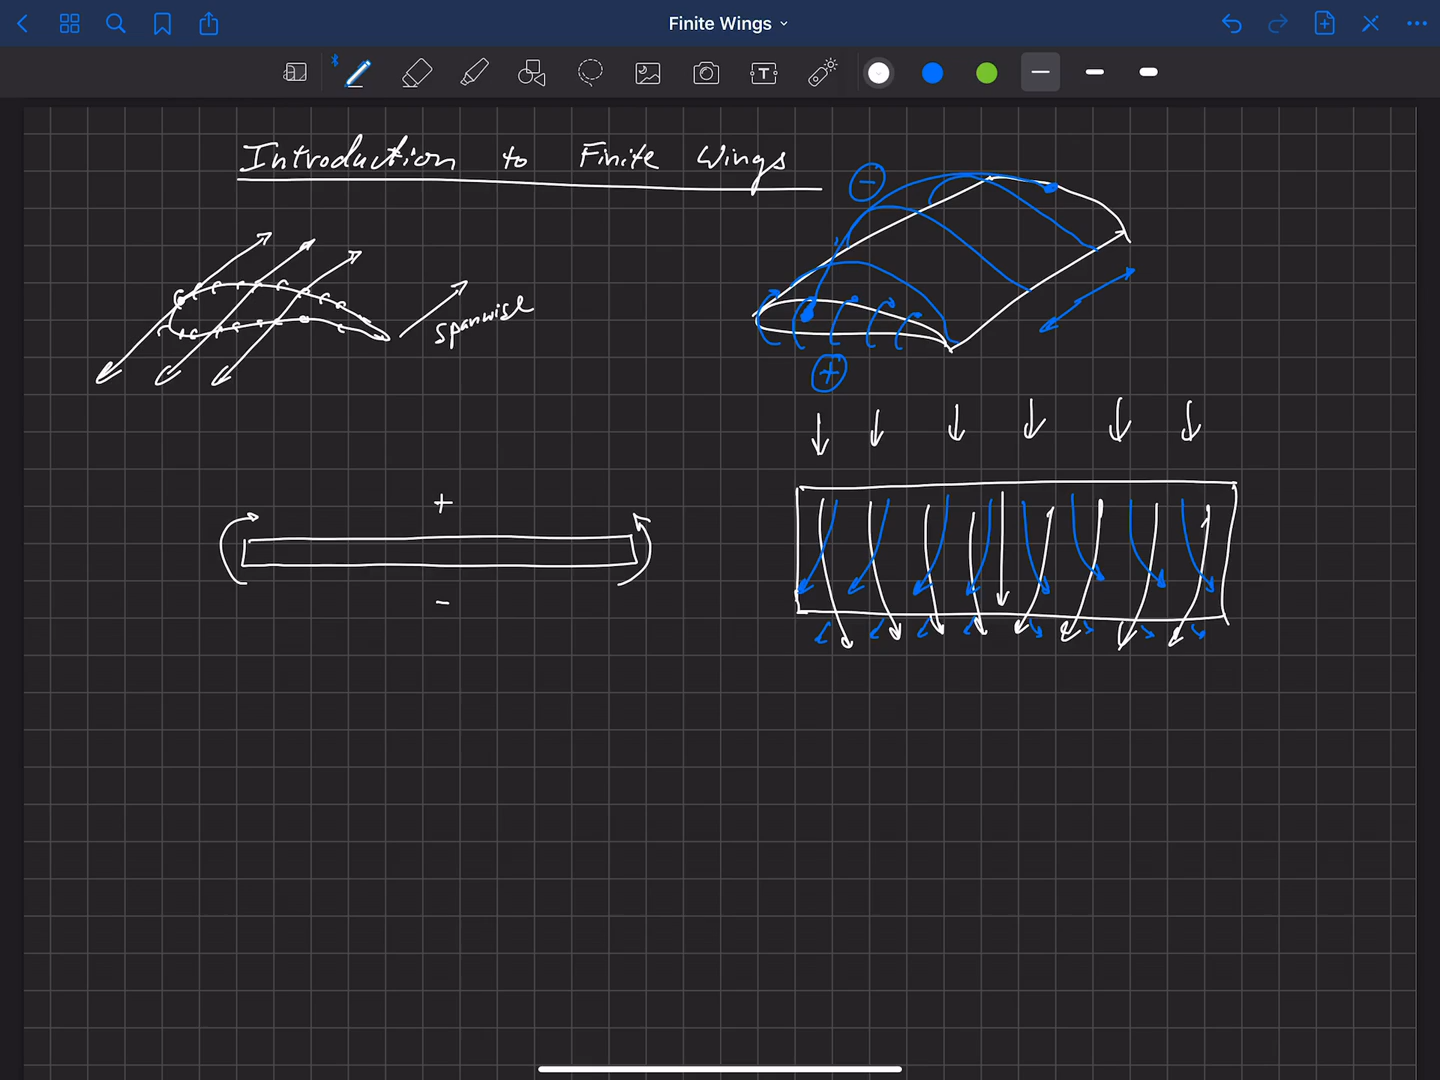 Finite Wings
T
Introduction to Finite Wings
-
spanwise
+
+
-